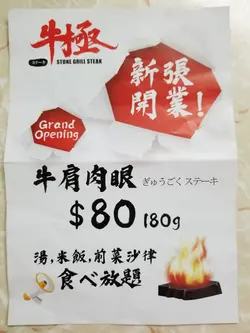 牛極
ステーキ
STONE GRILL STEAK
新張
開業!
Grand
Opening
牛肩肉眼 ぎゅうごく ステーキ
$80 180g
湯,米飯,前菜沙律
食べ放題